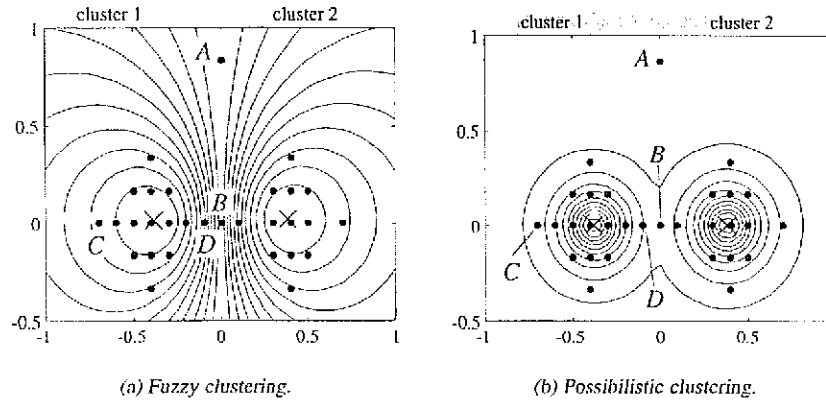 cluster 1 cluster 2
A
B
C
D
1
0.5
0
-0.5
-1 -0.5 0 0.5 1
(a) Fuzzy clustering.
cluster 1 cluster 2
A
B
C
D
1
0.5
0
-0.5
-1 -0.5 0 0.5
(b) Possibilistic clustering.